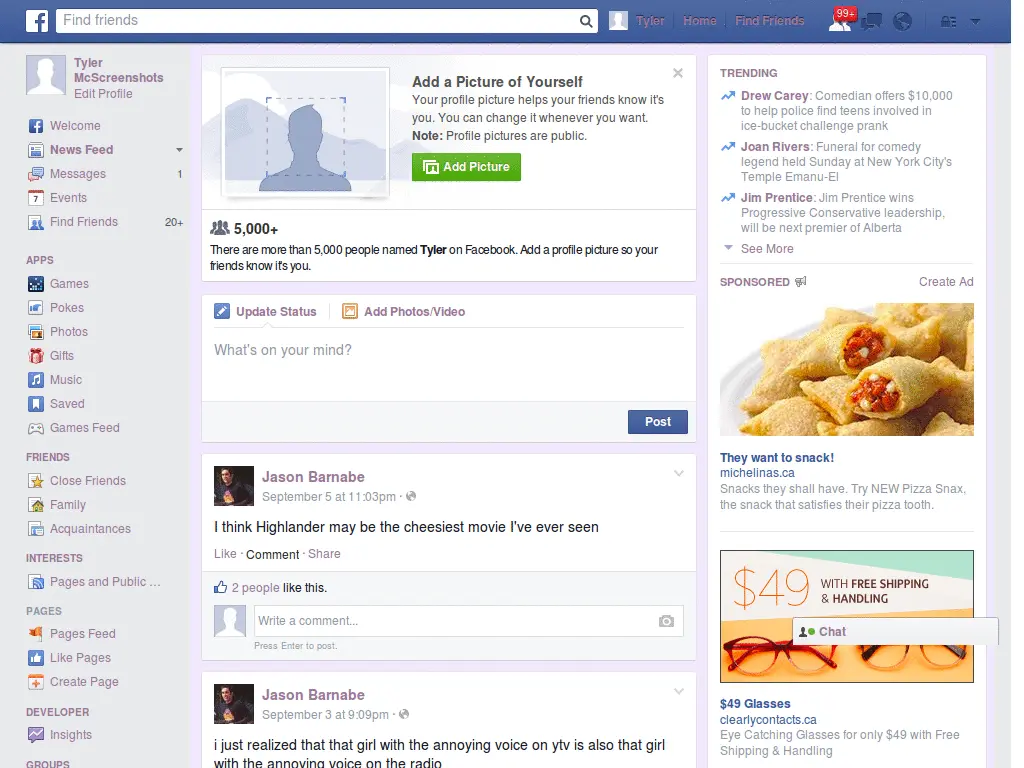 Find friends
Tyler
Home
Find Friends
99+
Tyler
McScreenshots
Edit Profile
Welcome
News Feed
Messages 1
Events
Find Friends 20+
APPS
Games
Pokes
Photos
Gifts
Music
Saved
Games Feed
FRIENDS
Close Friends
Family
Acquaintances
INTERESTS
Pages and Public ...
PAGES
Pages Feed
Like Pages
Create Page
DEVELOPER
Insights
GROUPS
Add a Picture of Yourself
Your profile picture helps your friends know it's
you. You can change it whenever you want.
Note: Profile pictures are public.
Add Picture
5,000+
There are more than 5,000 people named Tyler on Facebook. Add a profile picture so your
friends know it's you.
Update Status
Add Photos/Video
What's on your mind?
Post
Jason Barnabe
September 5 at 11:03pm ·
I think Highlander may be the cheesiest movie I've ever seen
Like · Comment · Share
2 people like this.
Write a comment...
Press Enter to post.
Jason Barnabe
September 3 at 9:09pm ·
i just realized that that girl with the annoying voice on ytv is also that girl
with the annoying voice on the radio
TRENDING
Drew Carey: Comedian offers $10,000
to help police find teens involved in
ice-bucket challenge prank
Joan Rivers: Funeral for comedy
legend held Sunday at New York City's
Temple Emanu-El
Jim Prentice: Jim Prentice wins
Progressive Conservative leadership,
will be next premier of Alberta
See More
SPONSORED
Create Ad
They want to snack!
michelinas.ca
Snacks they shall have. Try NEW Pizza Snax,
the snack that satisfies their pizza tooth.
$49 WITH FREE SHIPPING
& HANDLING
Chat
$49 Glasses
clearlycontacts.ca
Eye Catching Glasses for only $49 with Free
Shipping & Handling